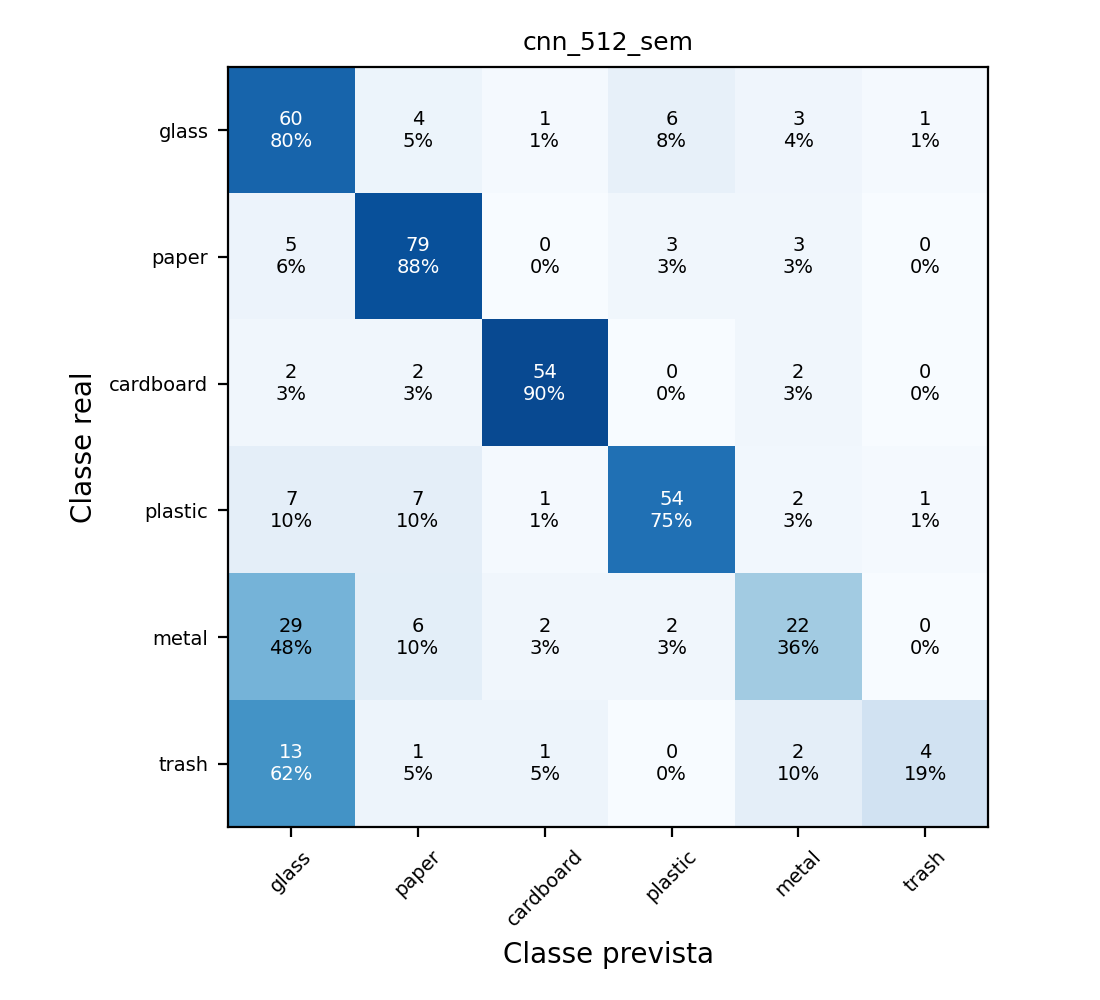 cnn_512_sem
glass 60 4 1 6 3 1
80% 5% 1% 8% 4% 1%
paper 5 79 0 3 3 0
6% 88% 0% 3% 3% 0%
cardboard 2 2 54 0 2 0
3% 3% 90% 0% 3% 0%
plastic 7 7 1 54 2 1
10% 10% 1% 75% 3% 1%
metal 29 6 2 2 22 0
48% 10% 3% 3% 36% 0%
trash 13 1 1 0 2 4
62% 5% 5% 0% 10% 19%
Classe real
glass paper cardboard plastic metal trash
Classe prevista